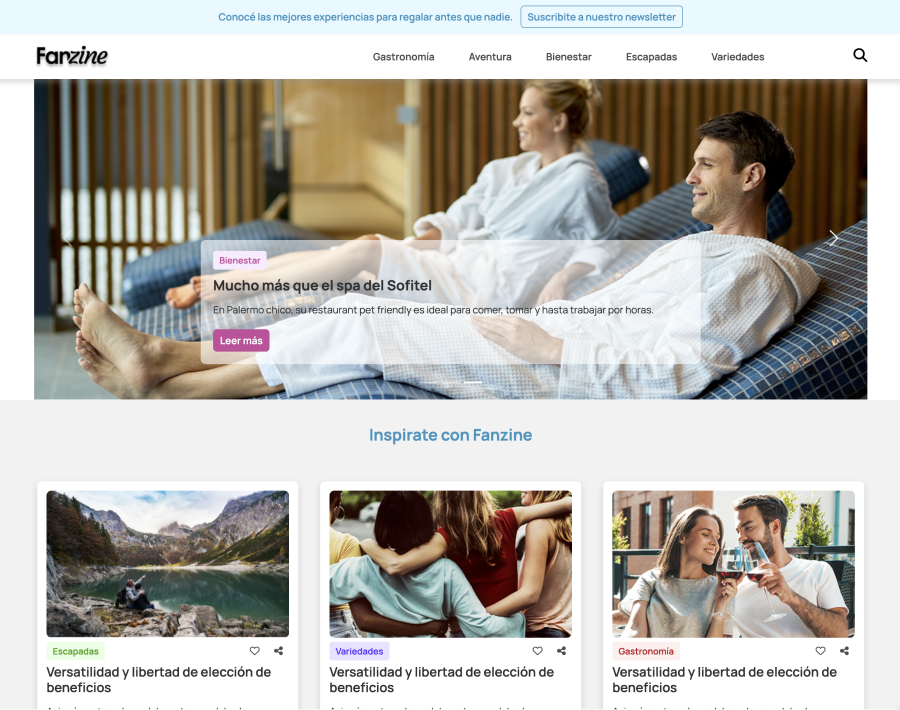 Conocé las mejores experiencias para regalar antes que nadie. Suscribite a nuestro newsletter
Fanzine
Gastronomía Aventura Bienestar Escapadas Variedades
Bienestar
Mucho más que el spa del Sofitel
En Palermo chico, su restaurant pet friendly es ideal para comer, tomar y hasta trabajar por horas.
Leer más
Inspirate con Fanzine
Escapadas
Versatilidad y libertad de elección de
beneficios
Variedades
Versatilidad y libertad de elección de
beneficios
Gastronomía
Versatilidad y libertad de elección de
beneficios